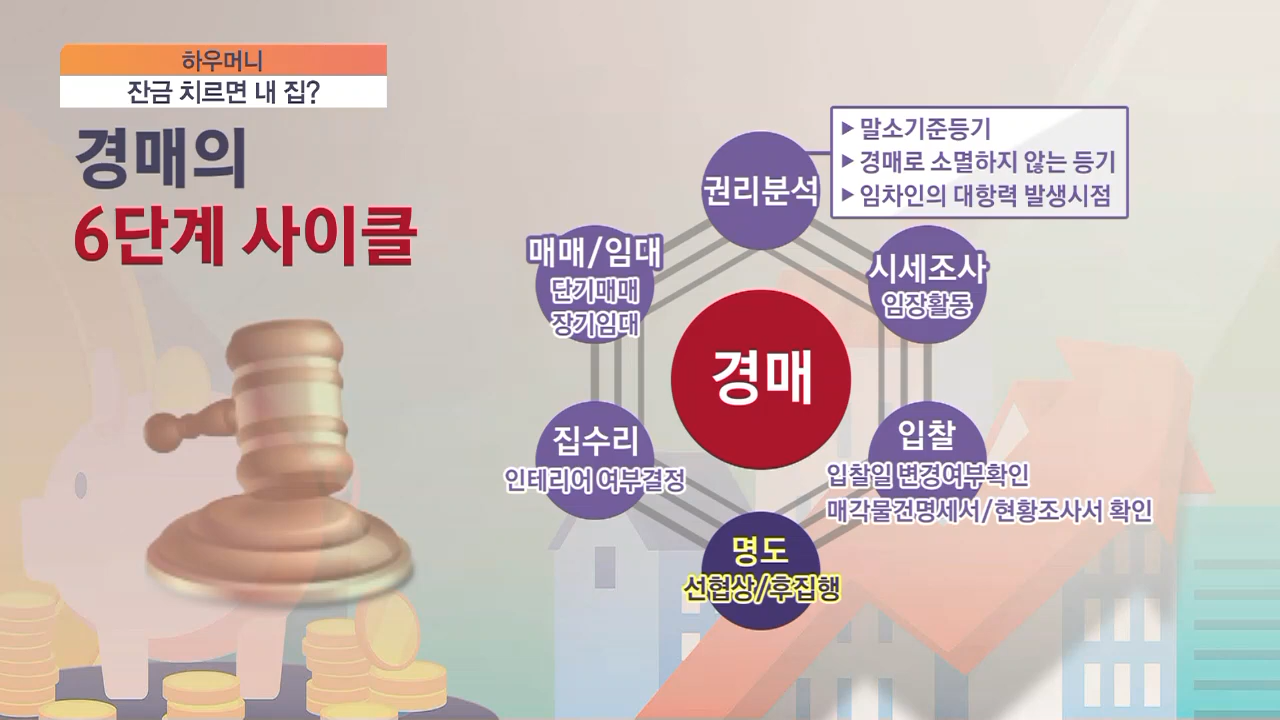 하우머니
잔금 치르면 내 집?
경매의
6단계 사이클
권리분석
▶ 말소기준등기
▶ 경매로 소멸하지 않는 등기
▶ 임차인의 대항력 발생시점
시세조사
임장활동
입찰
입찰일 변경여부확인
매각물건명세서/현황조사서 확인
명도
선협상/후집행
집수리
인테리어 여부결정
매매/임대
단기매매
장기임대
경매